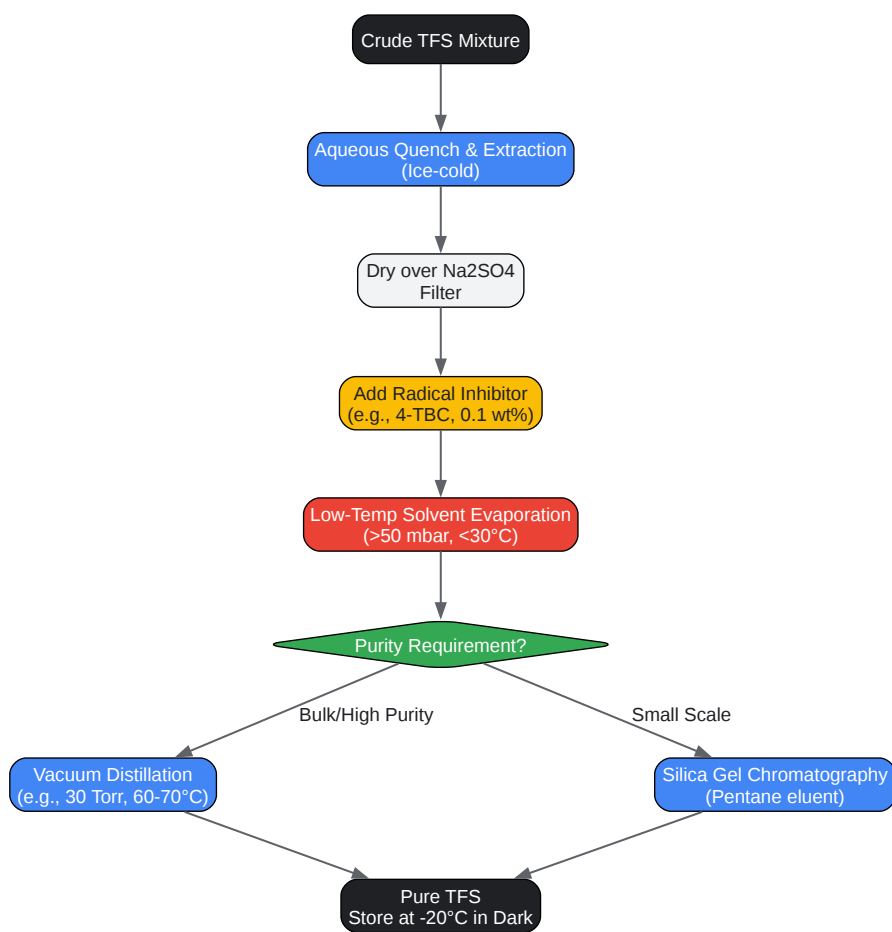 Crude TFS Mixture
Aqueous Quench & Extraction
(Ice-cold)
Dry over Na2SO4
Filter
Add Radical Inhibitor
(e.g., 4-TBC, 0.1 wt%)
Low-Temp Solvent Evaporation
(>50 mbar, <30°C)
Purity Requirement?
Bulk/High Purity
Small Scale
Vacuum Distillation
(e.g., 30 Torr, 60-70°C)
Silica Gel Chromatography
(Pentane eluent)
Pure TFS
Store at -20°C in Dark